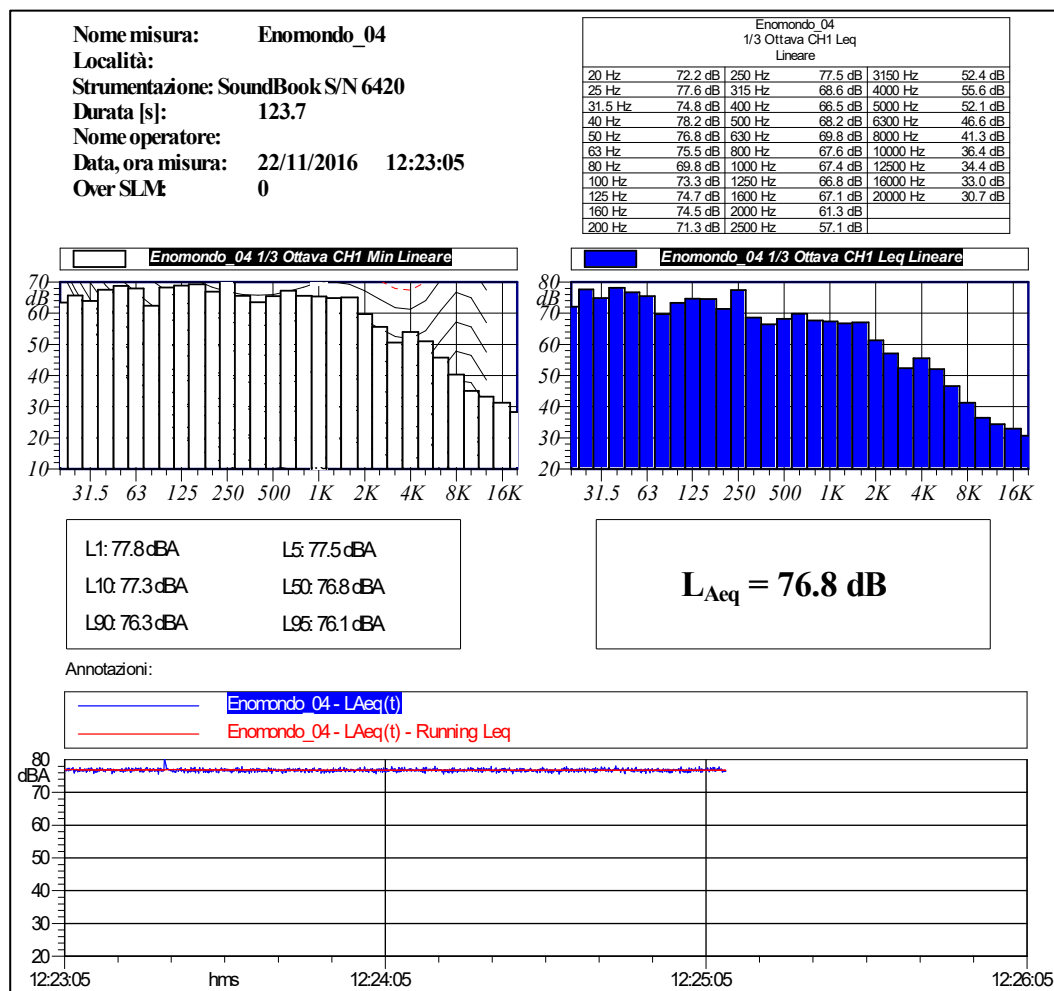 Nome misura: Enomondo_04
Località:
Strumentazione: SoundBook S/N 6420
Durata [s]: 123.7
Nome operatore:
Data, ora misura: 22/11/2016 12:23:05
Over SLM: 0
Enomondo_04
1/3 Ottava CH1 Leq
Lineare
20 Hz 72.2 dB 250 Hz 77.5 dB 3150 Hz 52.4 dB
25 Hz 77.6 dB 315 Hz 68.6 dB 4000 Hz 55.6 dB
31.5 Hz 74.8 dB 400 Hz 66.5 dB 5000 Hz 52.1 dB
40 Hz 78.2 dB 500 Hz 68.2 dB 6300 Hz 46.6 dB
50 Hz 76.8 dB 630 Hz 69.8 dB 8000 Hz 41.3 dB
63 Hz 75.5 dB 800 Hz 67.6 dB 10000 Hz 36.4 dB
80 Hz 69.8 dB 1000 Hz 67.4 dB 12500 Hz 34.4 dB
100 Hz 73.3 dB 1250 Hz 66.8 dB 16000 Hz 33.0 dB
125 Hz 74.7 dB 1600 Hz 67.1 dB 20000 Hz 30.7 dB
160 Hz 74.5 dB 2000 Hz 61.3 dB
200 Hz 71.3 dB 2500 Hz 57.1 dB
Enomondo_04 1/3 Ottava CH1 Min Lineare
70
dB
60
50
40
30
20
10
31.5 63 125 250 500 1K 2K 4K 8K 16K
Enomondo_04 1/3 Ottava CH1 Leq Lineare
80
dB
70
60
50
40
30
20
31.5 63 125 250 500 1K 2K 4K 8K 16K
L1: 77.8 dBA L5: 77.5 dBA
L10: 77.3 dBA L50: 76.8 dBA
L90: 76.3 dBA L95: 76.1 dBA
LAeq = 76.8 dB
Annotazioni:
Enomondo_04 - LAeq(t)
Enomondo_04 - LAeq(t) - Running Leq
80
dBA
70
60
50
40
30
20
12:23:05 hms 12:24:05 12:25:05 12:26:05